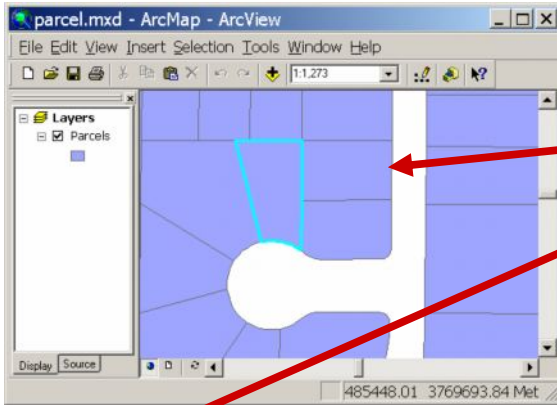 parcel.mxd - ArcMap - ArcView
File Edit View Insert Selection Tools Window Help
1:1,273
Layers
Parcels
Display Source
485448.01 3769693.84 Met